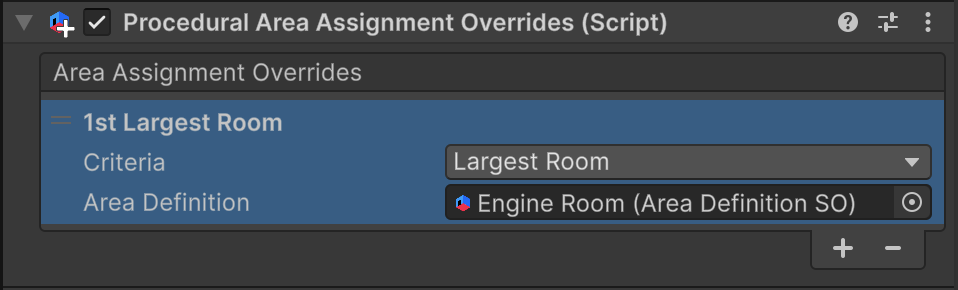 Procedural Area Assignment Overrides (Script)
Area Assignment Overrides
1st Largest Room
Criteria Largest Room
Area Definition Engine Room (Area Definition SO)